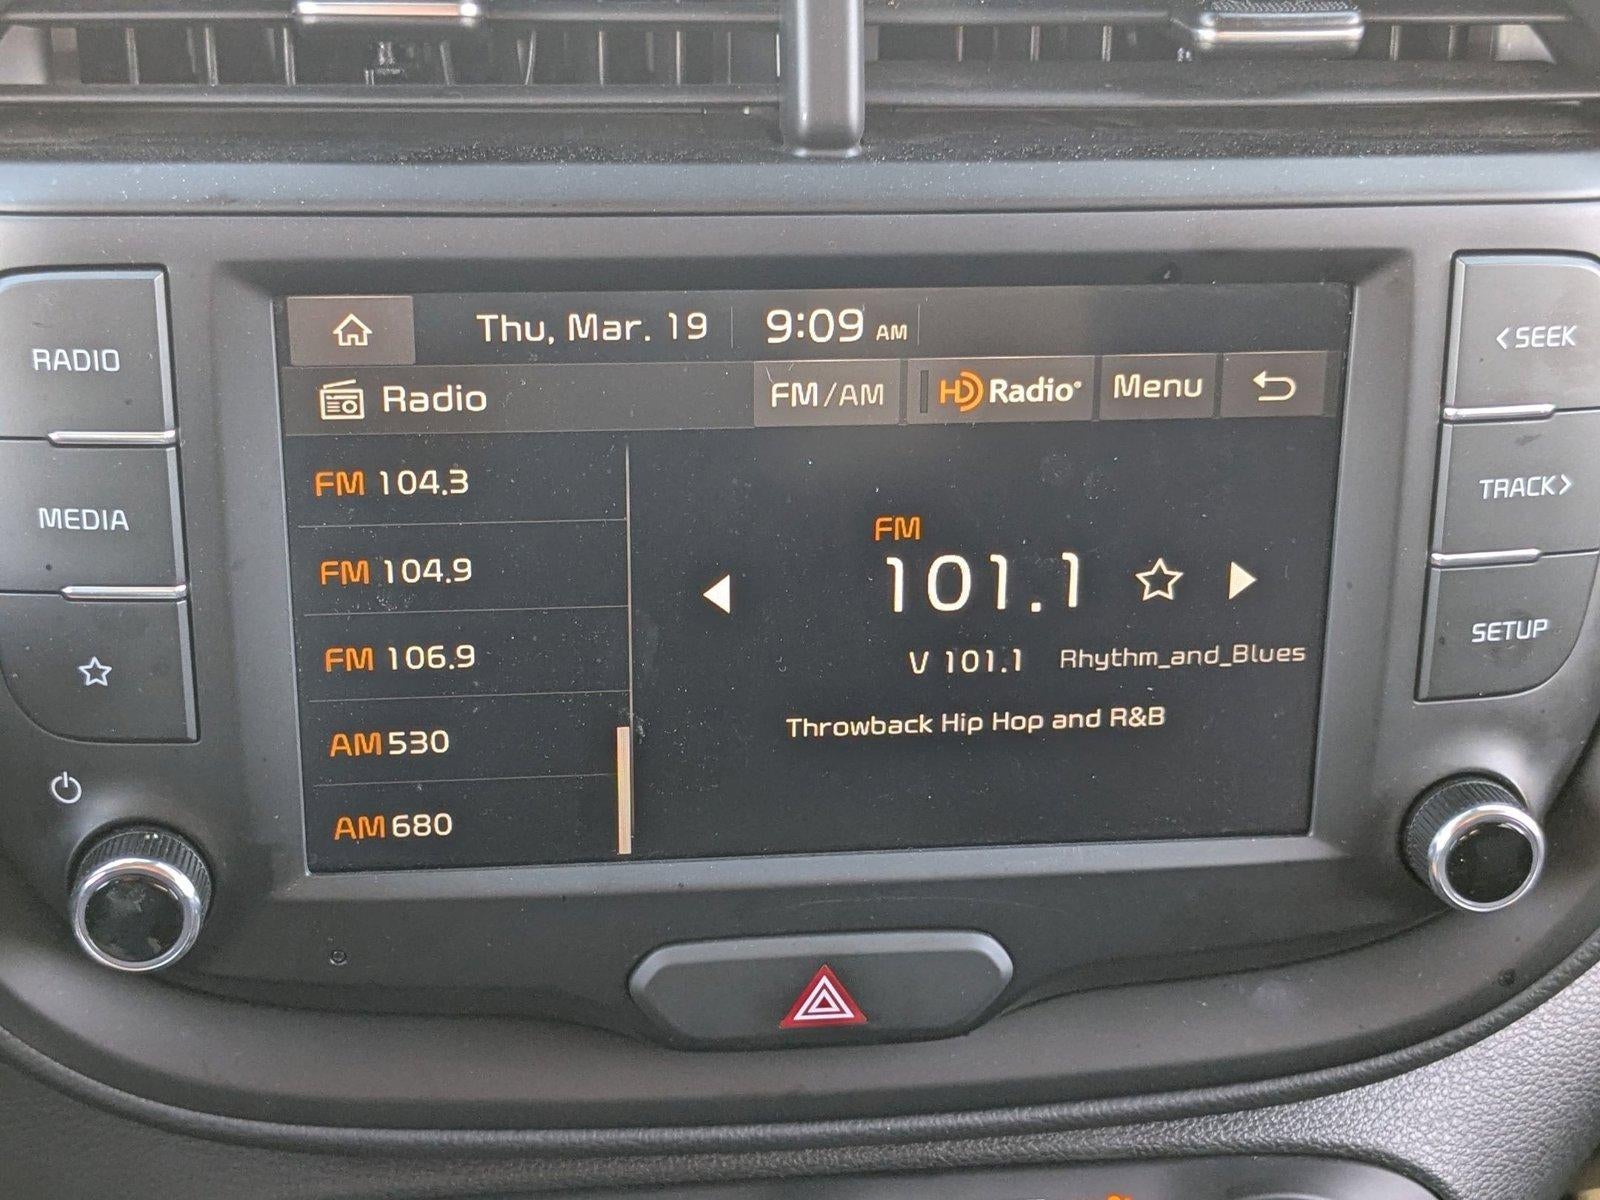 Thu, Mar. 19 9:09 AM
Radio FM/AM HD Radio® Menu
RADIO
MEDIA
FM 104.3
FM 104.9
FM 106.9
AM 530
AM 680
FM
101.1
V 101.1 Rhythm_and_Blues
Throwback Hip Hop and R&B
<SEEK
TRACK>
SETUP